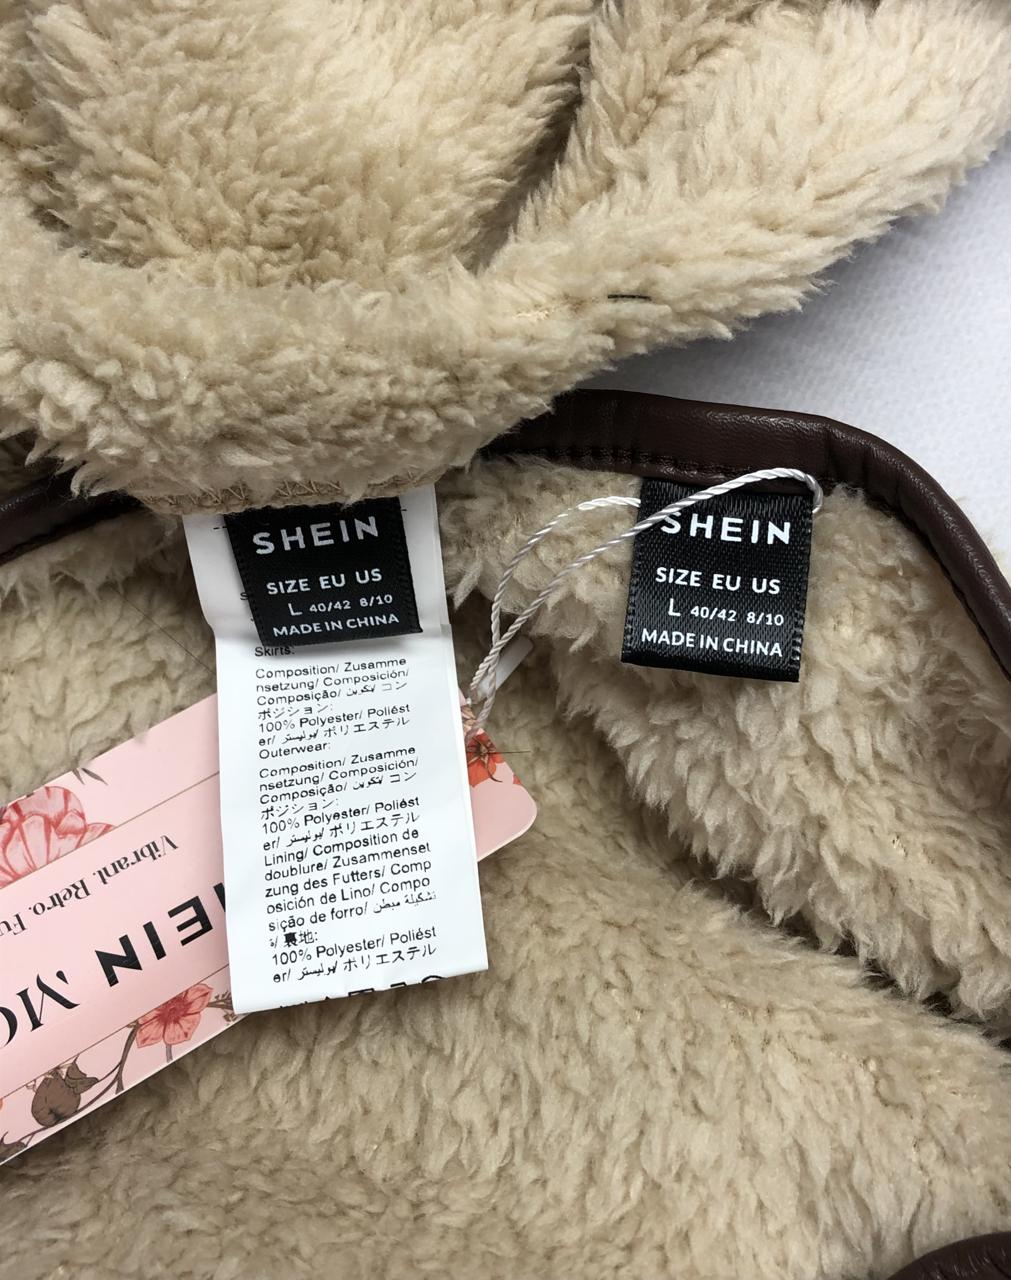 SHEIN
SIZE EU US
L 40/42 8/10
MADE IN CHINA
SHEIN
SIZE EU US
L 40/42 8/10
MADE IN CHINA
Skirts:
Composition/ Zusamme
nsetzung/ Composición/
Composição/ تكوين/ コン
ポジション:
100% Polyester/ Poliést
er/ بوليستر/ ポリエステル
Outerwear:
Composition/ Zusamme
nsetzung/ Composición/
Composição/ تكوين/ コン
ポジション:
100% Polyester/ Poliést
er/ بوليستر/ ポリエステル
Lining/ Composition de
doublure/ Zusammenset
zung des Futters/ Comp
osición de Lino/ Compo
sição de forro/ تشكيلة مبطن
ة/ 裏地:
100% Polyester/ Poliést
er/ بوليستر/ ポリエステル
Vibrant. Retro.
HEIN